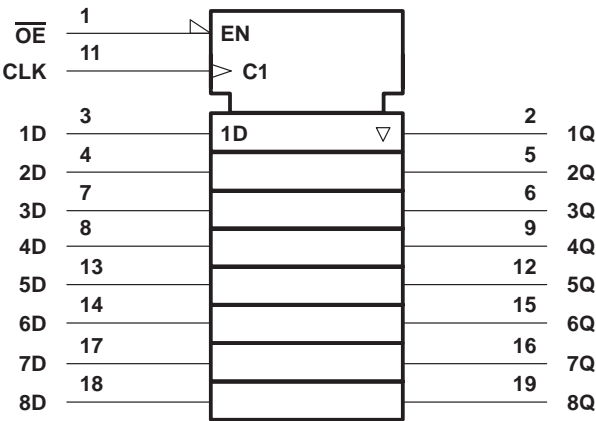 O̅E̅ 1 EN
CLK 11 C1
1D 3 1D 2 1Q
2D 4 5 2Q
3D 7 6 3Q
4D 8 9 4Q
5D 13 12 5Q
6D 14 15 6Q
7D 17 16 7Q
8D 18 19 8Q